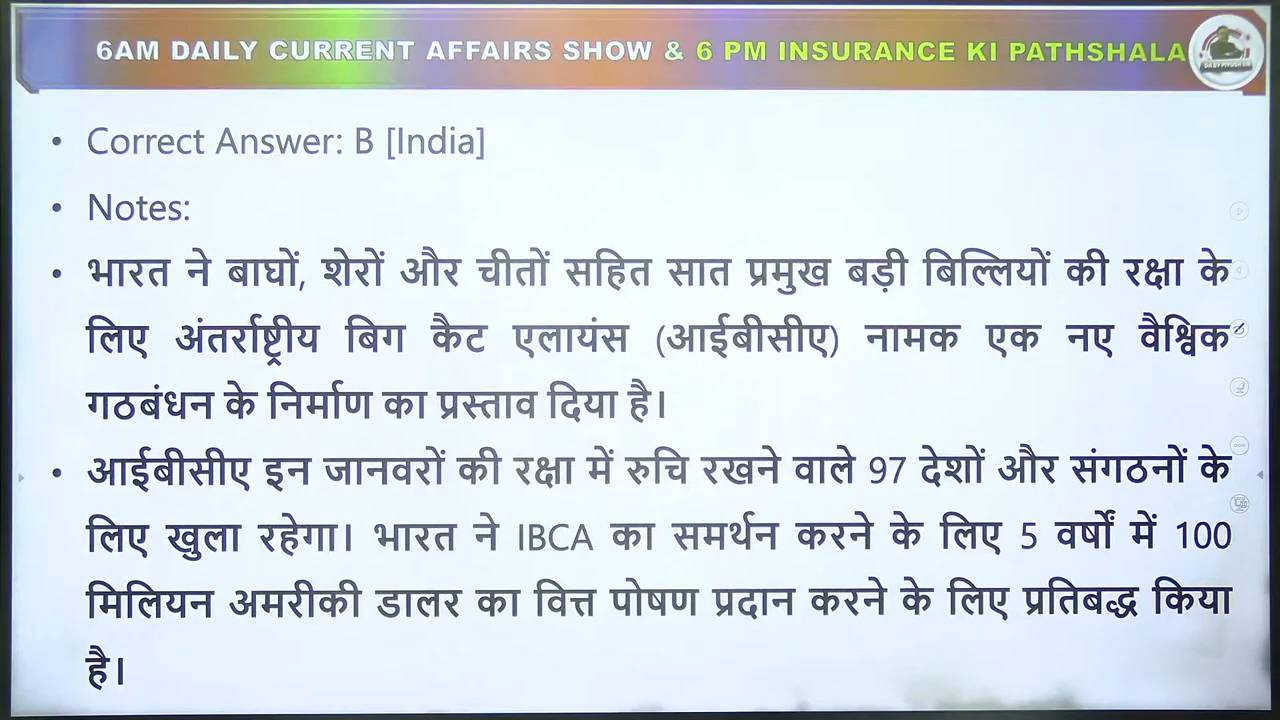 6AM DAILY CURRENT AFFAIRS SHOW & 6 PM INSURANCE KI PATHSHALA
• Correct Answer: B [India]
• Notes:
• भारत ने बाघों, शेरों और चीतों सहित सात प्रमुख बड़ी बिल्लियों की रक्षा के
लिए अंतर्राष्ट्रीय बिग कैट एलायंस (आईबीसीए) नामक एक नए वैश्विक
गठबंधन के निर्माण का प्रस्ताव दिया है।
• आईबीसीए इन जानवरों की रक्षा में रुचि रखने वाले 97 देशों और संगठनों के
लिए खुला रहेगा। भारत ने IBCA का समर्थन करने के लिए 5 वर्षों में 100
मिलियन अमरीकी डालर का वित्त पोषण प्रदान करने के लिए प्रतिबद्ध किया
है।